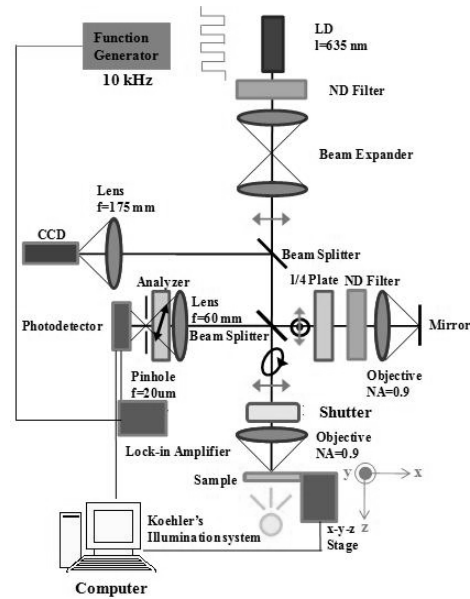 Function
Generator
10 kHz
LD
l=635 nm
ND Filter
Beam Expander
Lens
f=175 mm
CCD
Beam Splitter
1/4 Plate
ND Filter
Analyzer
Lens
f=60 mm
Beam Splitter
Photodetector
Mirror
Pinhole
f=20um
Objective
NA=0.9
Shutter
Lock-in Amplifier
Objective
NA=0.9
Sample
y
x
z
Koehler's
Illumination system
x-y-z
Stage
Computer